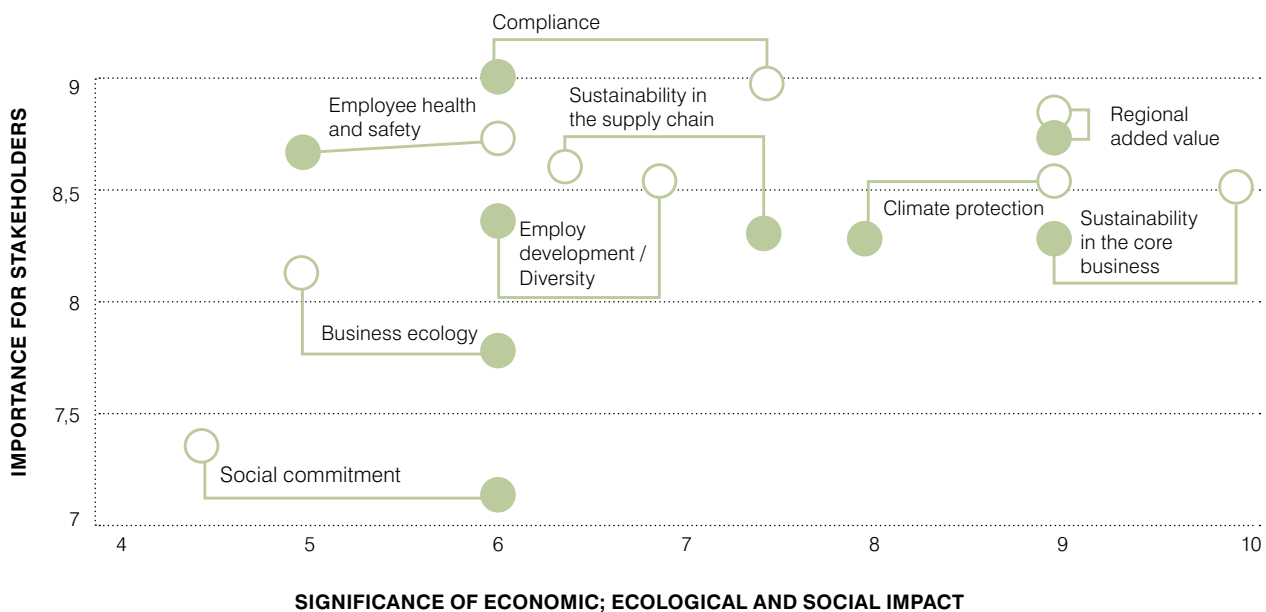 Compliance
9
Employee health
and safety
Sustainability in
the supply chain
Regional
added value
8,5
Employ
development /
Diversity
Climate protection
Sustainability
in the core
business
8
Business ecology
7,5
Social commitment
7
4 5 6 7 8 9 10
IMPORTANCE FOR STAKEHOLDERS
SIGNIFICANCE OF ECONOMIC; ECOLOGICAL AND SOCIAL IMPACT